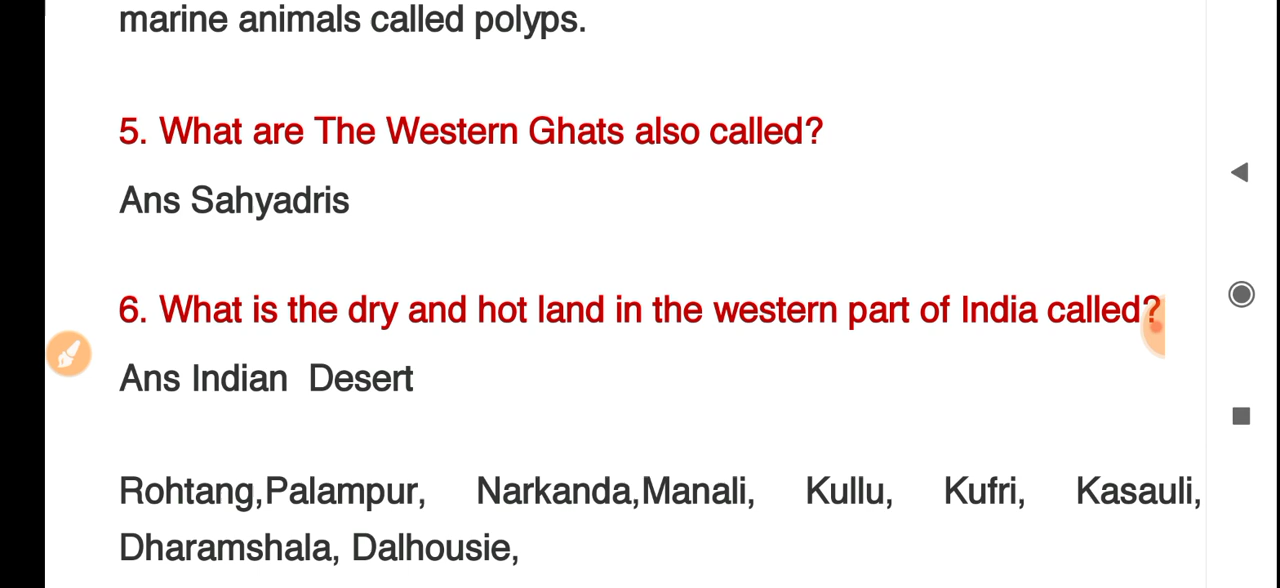 marine animals called polyps.
5. What are The Western Ghats also called?
Ans Sahyadris
6. What is the dry and hot land in the western part of India called?
Ans Indian  Desert
Rohtang,Palampur, Narkanda,Manali, Kullu, Kufri, Kasauli,
Dharamshala, Dalhousie,